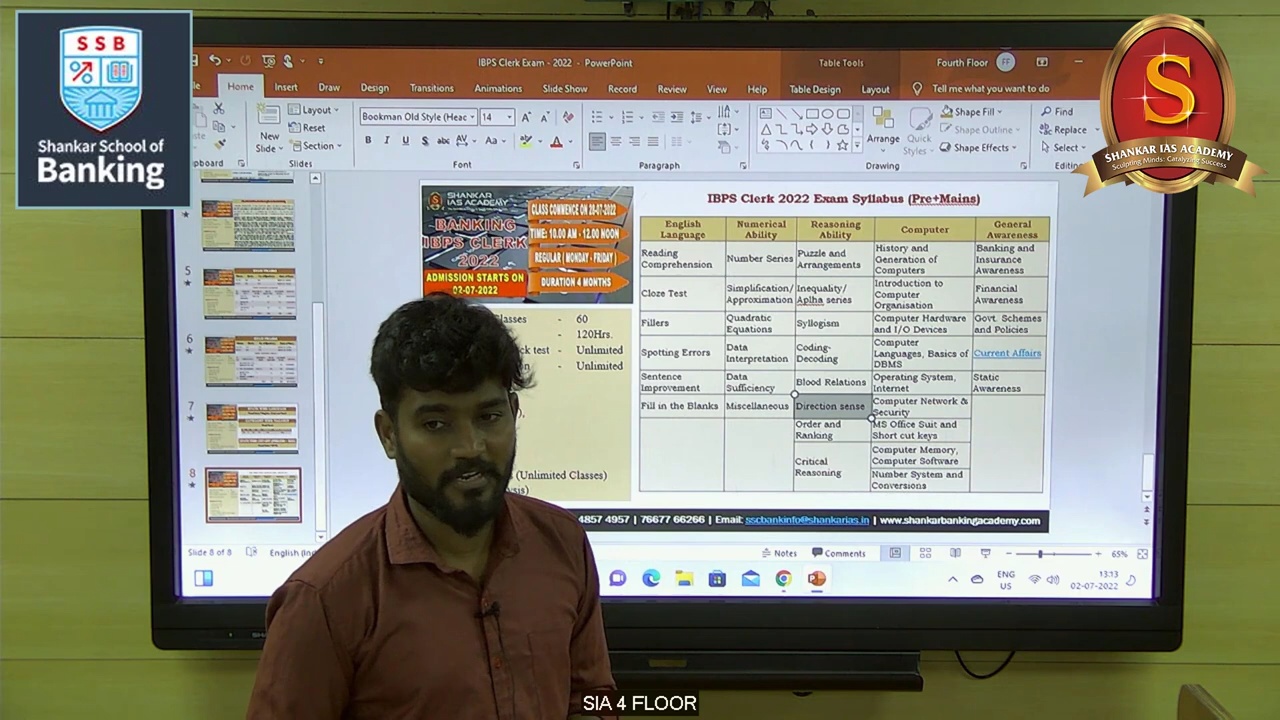 SSB
Shankar School of
Banking
S
SHANKAR IAS ACADEMY
Sculpting Minds: Catalyzing Success
IBPS Clerk Exam - 2022 - PowerPoint
Table Tools
Fourth Floor
FF
Home
Insert
Draw
Design
Transitions
Animations
Slide Show
Record
Review
View
Help
Table Design
Layout
Tell me what you want to do
New
Slide
Layout
Reset
Section
Slides
Bookman Old Style (Heac
14
Font
Paragraph
Arrange
Quick
Styles
Shape Fill
Shape Outline
Shape Effects
Drawing
Find
Replace
Select
5
6
7
8
SHANKAR
IAS ACADEMY
BANKING
IBPS CLERK
2022
ADMISSION STARTS ON
02-07-2022
CLASS COMMENCE ON 28-07-2022
TIME: 10.00 AM - 12.00 NOON
REGULAR ( MONDAY - FRIDAY )
DURATION 4 MONTHS
- 60
- 120Hrs.
- Unlimited
- Unlimited
(Unlimited Classes)
IBPS Clerk 2022 Exam Syllabus (Pre+Mains)
English Language
Numerical Ability
Reasoning Ability
Computer
General Awareness
Reading Comprehension
Number Series
Puzzle and Arrangements
History and Generation of Computers
Banking and Insurance Awareness
Cloze Test
Simplification/ Approximation
Inequality/ Aplha series
Introduction to Computer Organisation
Financial Awareness
Fillers
Quadratic Equations
Syllogism
Computer Hardware and I/O Devices
Govt. Schemes and Policies
Spotting Errors
Data Interpretation
Coding-Decoding
Computer Languages, Basics of DBMS
Current Affairs
Sentence Improvement
Data Sufficiency
Blood Relations
Operating System, Internet
Static Awareness
Fill in the Blanks
Miscellaneous
Direction sense
Computer Network & Security
Order and Ranking
MS Office Suit and Short cut keys
Critical Reasoning
Computer Memory, Computer Software
Number System and Conversions
4857 4957 | 76677 66266 | Email: sscbankinfo@shankarias.in | www.shankarbankingacademy.com
Slide 8 of 8
Notes
Comments
65%
ENG
US
13:13
02-07-2022
SIA 4 FLOOR